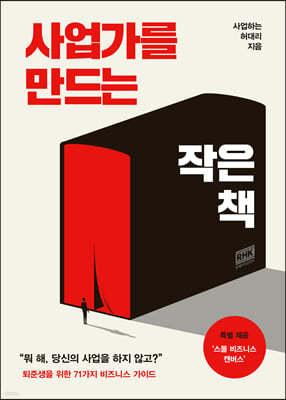 사업가를
만드는
사업하는
허대리
지음
작은
책
RHK
"뭐 해, 당신의 사업을 하지 않고?"
퇴준생을 위한 71가지 비즈니스 가이드
특별 제공
'스몰 비즈니스
캔버스'